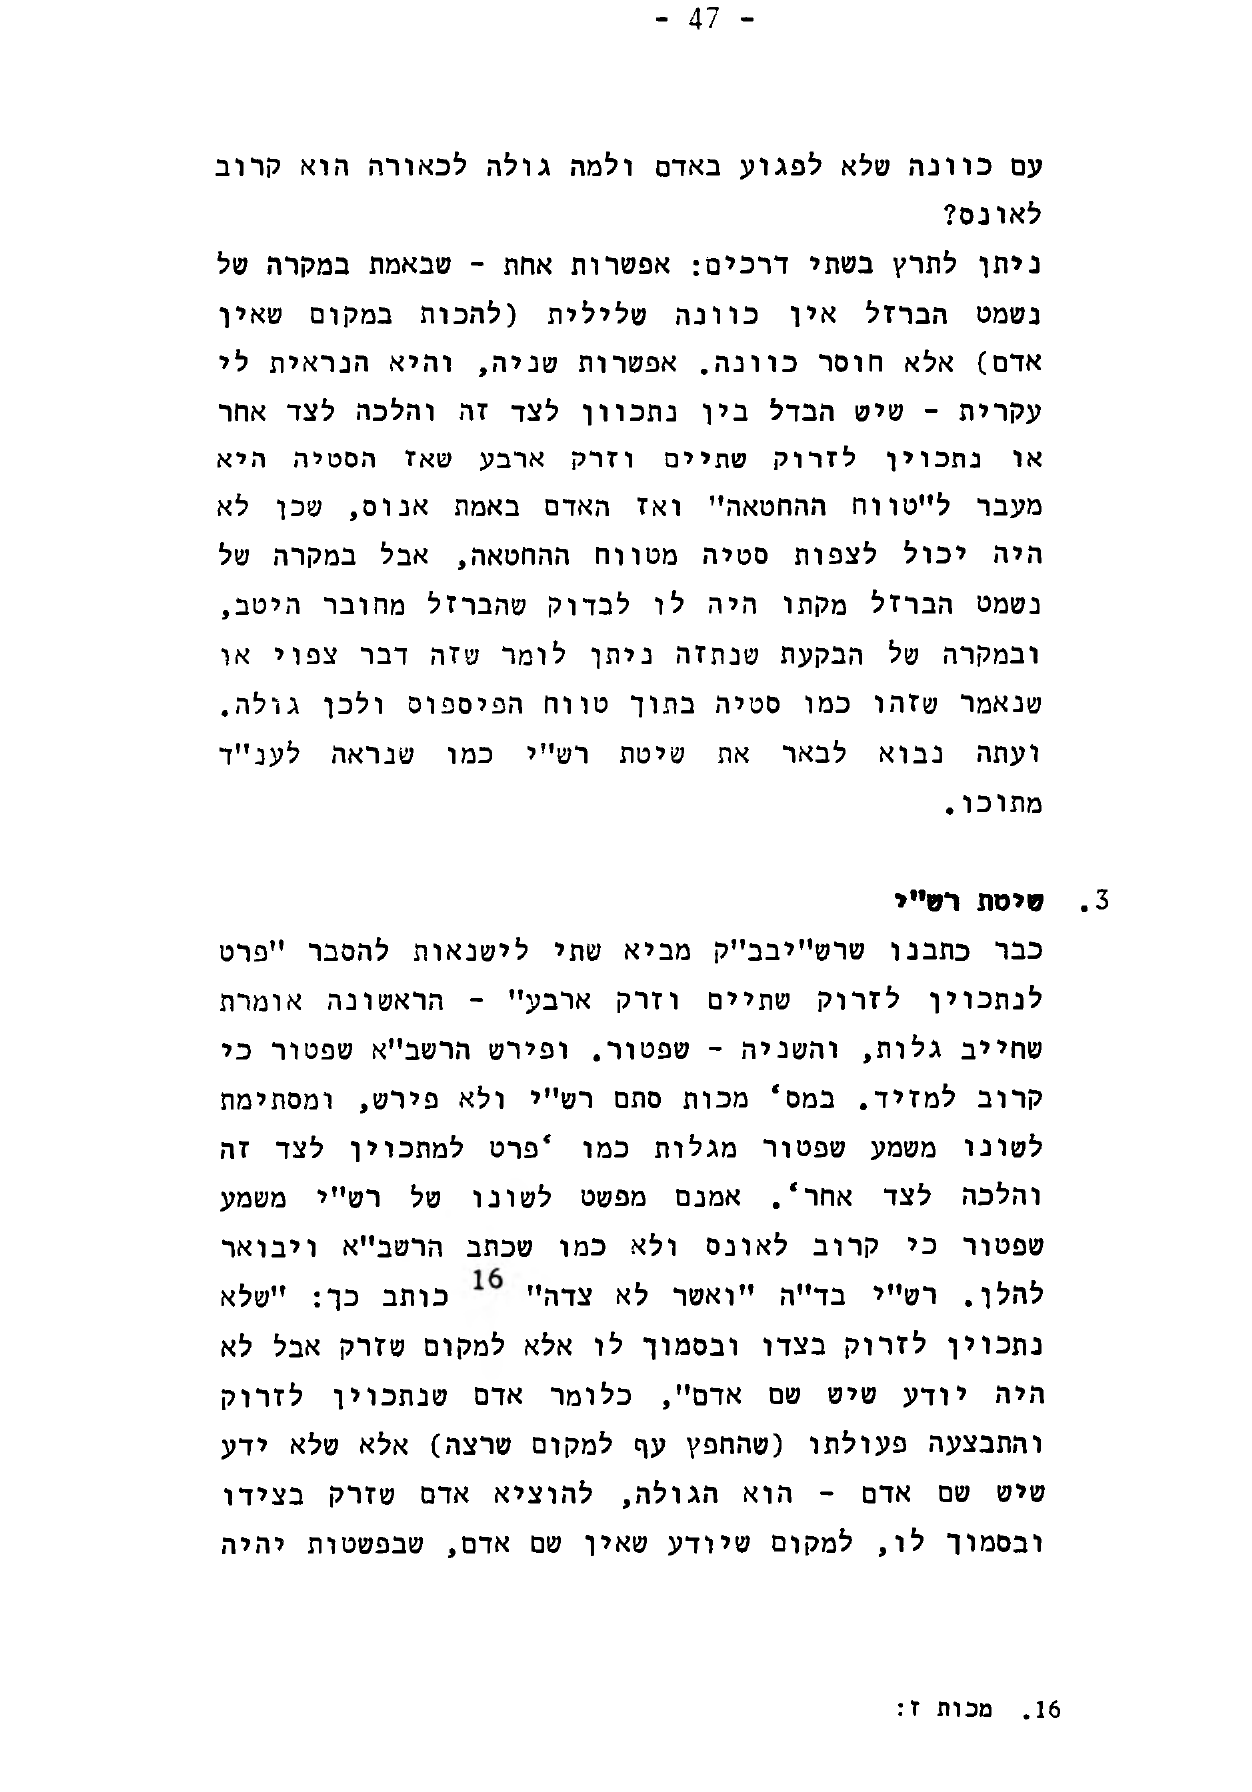 - 47 -
עם כוונה שלא לפגוע באדם ולמה גולה לכאורה הוא קרוב
לאונס?
ניתן לתרץ בשתי דרכים: אפשרות אחת - שבאמת במקרה של
נשמט הברזל אין כוונה שלילית (להכות במקום שאין
אדם) אלא חוסר כוונה. אפשרות שניה, והיא הנראית לי
עקרית - שיש הבדל בין נתכוון לצד זה והלכה לצד אחר
או נתכוין לזרוק שתיים וזרק ארבע שאז הסטיה היא
מעבר ל"טווח ההחטאה" ואז האדם באמת אנוס, שכן לא
היה יכול לצפות סטיה מטווח ההחטאה, אבל במקרה של
נשמט הברזל מקתו היה לו לבדוק שהברזל מחובר היטב,
ובמקרה של הבקעת שנתזה ניתן לומר שזה דבר צפוי או
שנאמר שזהו כמו סטיה בתוך טווח הפיספוס ולכן גולה.
ועתה נבוא לבאר את שיטת רש"י כמו שנראה לענ"ד
מתוכו.
3. שיטת רש"י
כבר כתבנו שרש"יבב"ק מביא שתי לישנאות להסבר "פרט
לנתכוין לזרוק שתיים וזרק ארבע" - הראשונה אומרת
שחייב גלות, והשניה - שפטור. ופירש הרשב"א שפטור כי
קרוב למזיד. במס' מכות סתם רש"י ולא פירש, ומסתימת
לשונו משמע שפטור מגלות כמו 'פרט למתכוין לצד זה
והלכה לצד אחר'. אמנם מפשט לשונו של רש"י משמע
שפטור כי קרוב לאונס ולא כמו שכתב הרשב"א ויבואר
להלן. רש"י בד"ה "ואשר לא צדה" 16 כותב כך: "שלא
נתכוין לזרוק בצדו ובסמוך לו אלא למקום שזרק אבל לא
היה יודע שיש שם אדם", כלומר אדם שנתכוין לזרוק
והתבצעה פעולתו (שהחפץ עף למקום שרצה) אלא שלא ידע
שיש שם אדם - הוא הגולה, להוציא אדם שזרק בצידו
ובסמוך לו, למקום שיודע שאין שם אדם, שבפשטות יהיה
16. מכות ז: